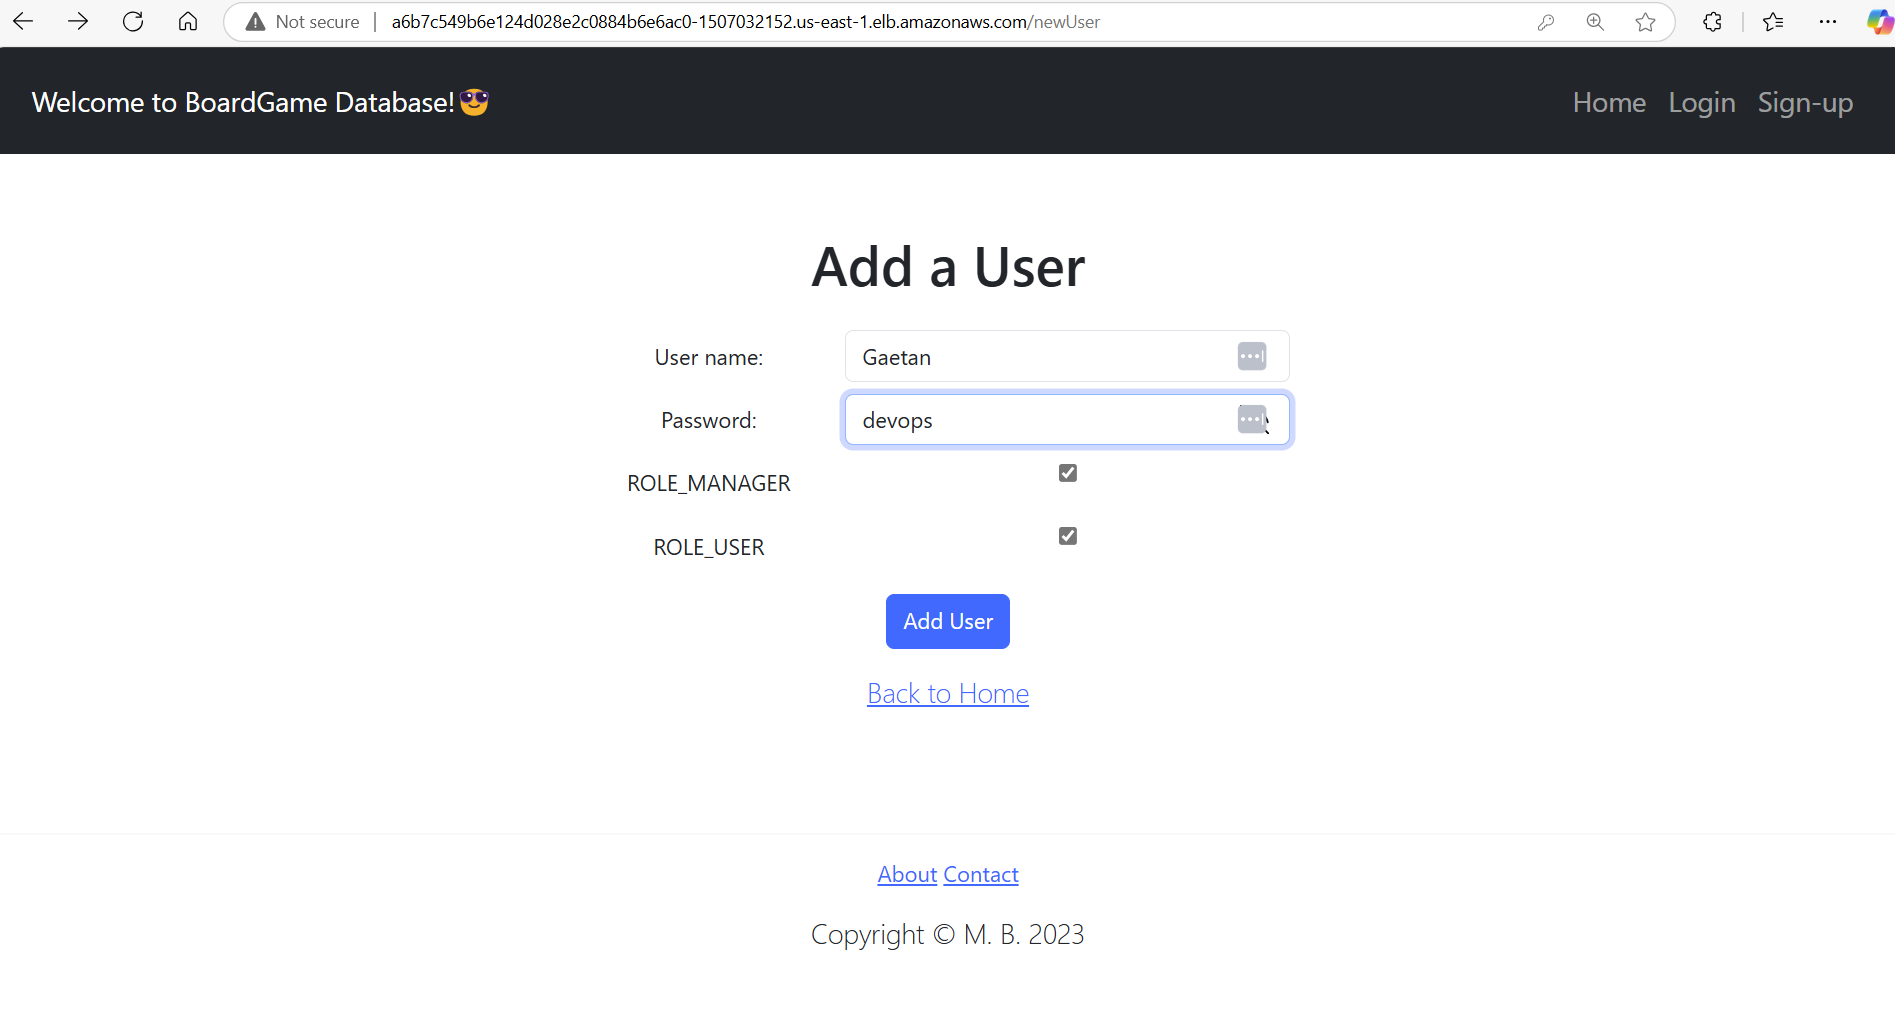 Not secure | a6b7c549b6e124d028e2c0884b6e6ac0-1507032152.us-east-1.elb.amazonaws.com/newUser
Welcome to BoardGame Database!😎 Home Login Sign-up
Add a User
User name: Gaetan
Password: devops
ROLE_MANAGER
ROLE_USER
Add User
Back to Home
About Contact
Copyright © M. B. 2023